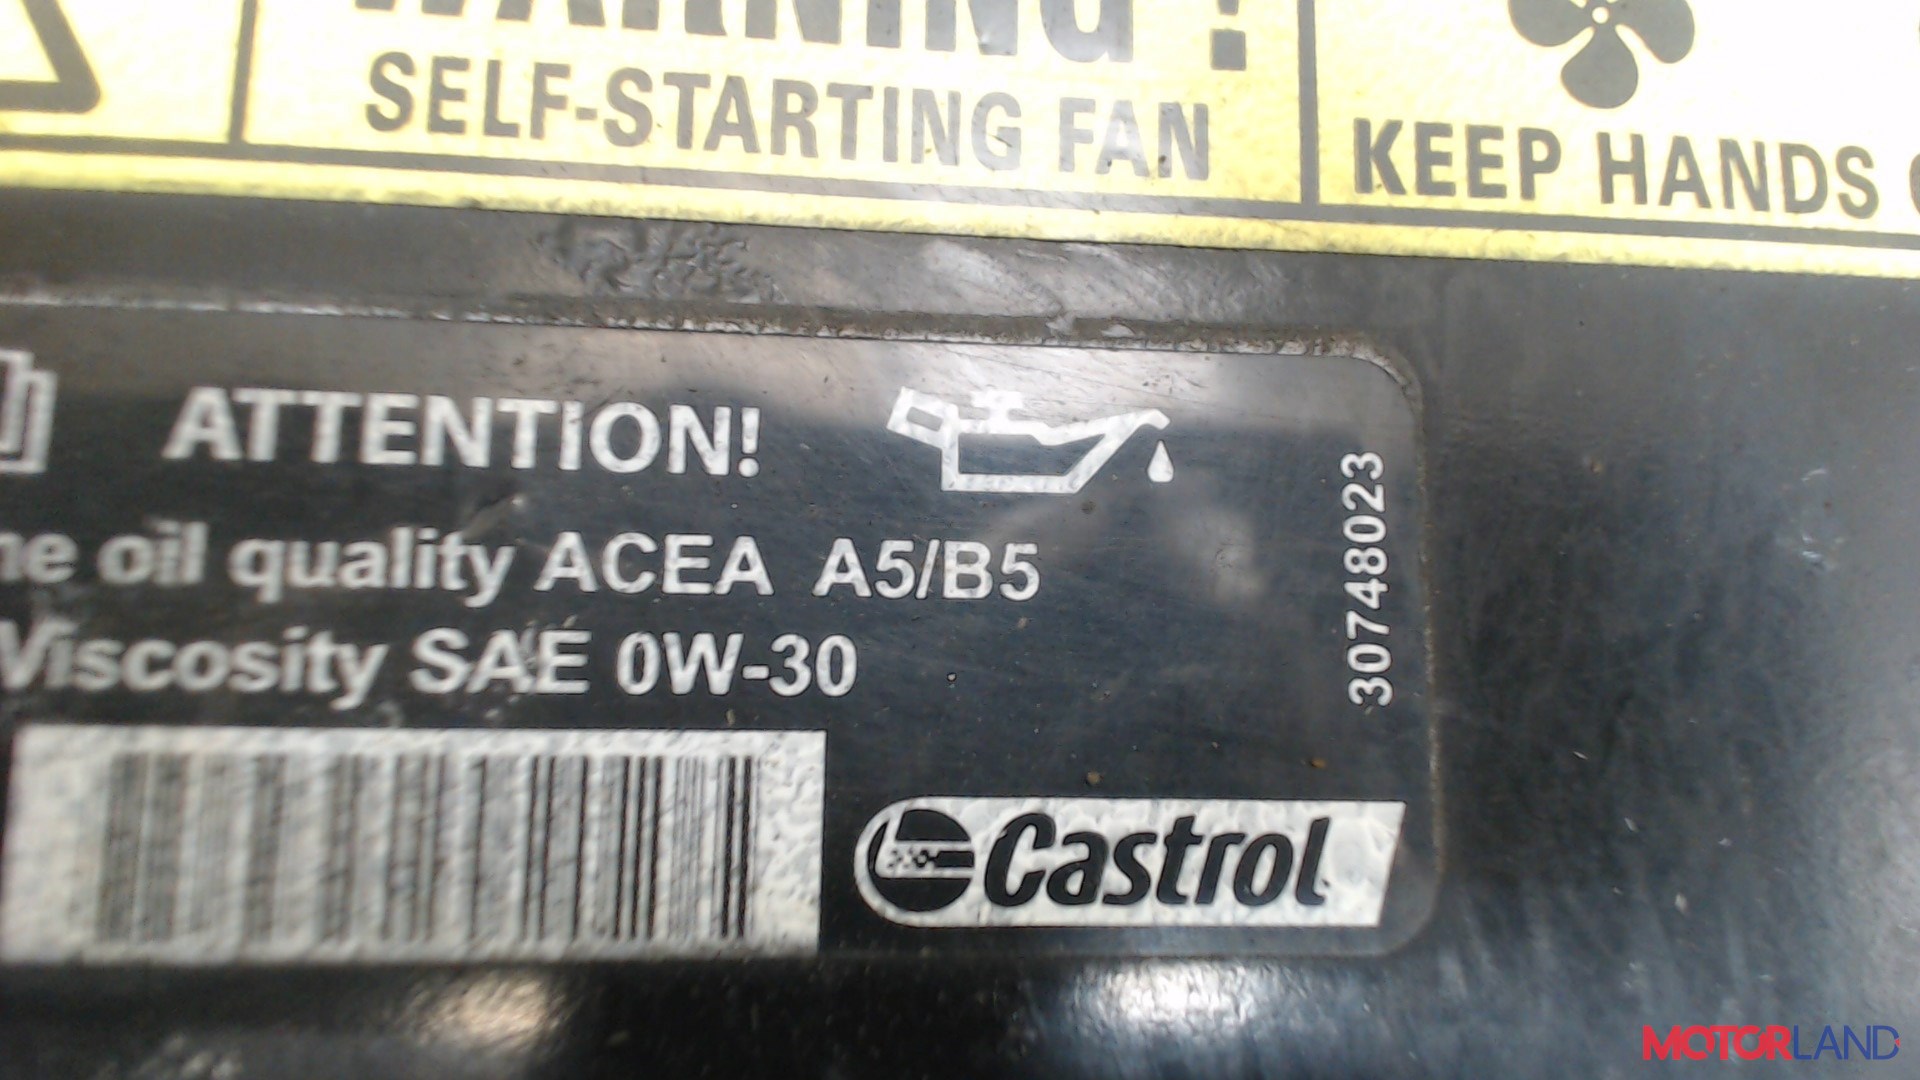 WARNING!
SELF-STARTING FAN
KEEP HANDS
ATTENTION!
ne oil quality ACEA A5/B5
Viscosity SAE 0W-30
30748023
Castrol
MOTORLAND